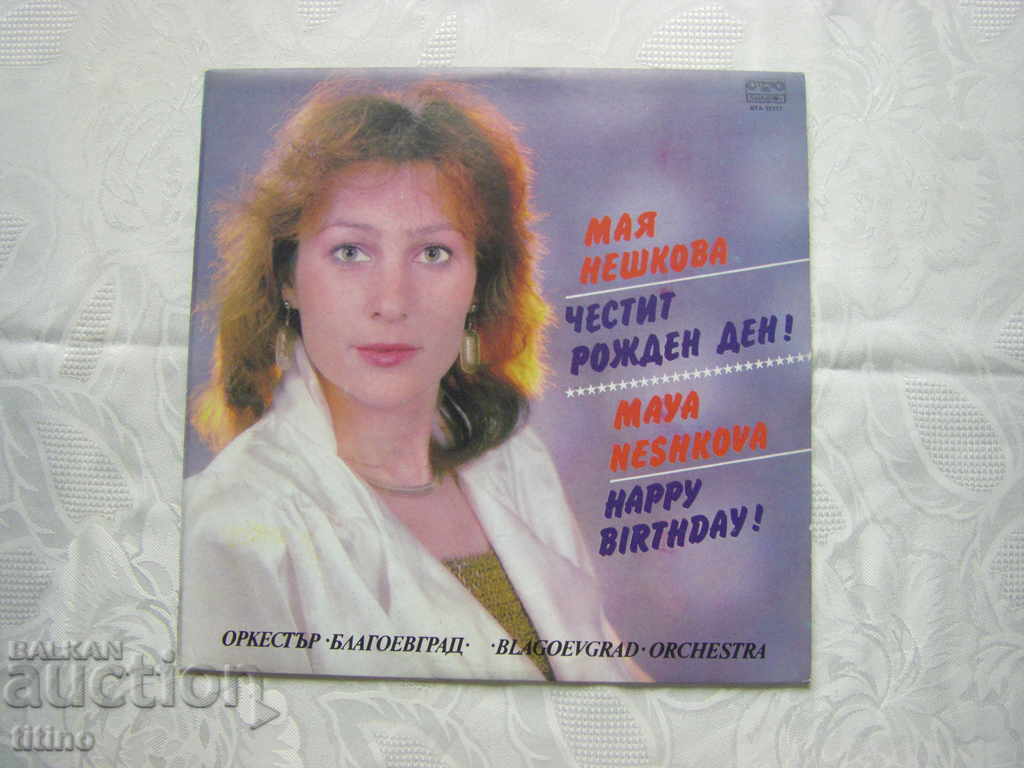 МАЯ
НЕШКОВА
ЧЕСТИТ
РОЖДЕН ДЕН!
MAYA
NESHKOVA
HAPPY
BIRTHDAY!
ОРКЕСТЪР ·БЛАГОЕВГРАД· ·BLAGOEVGRAD· ORCHESTRA
BALKAN
auction
titino